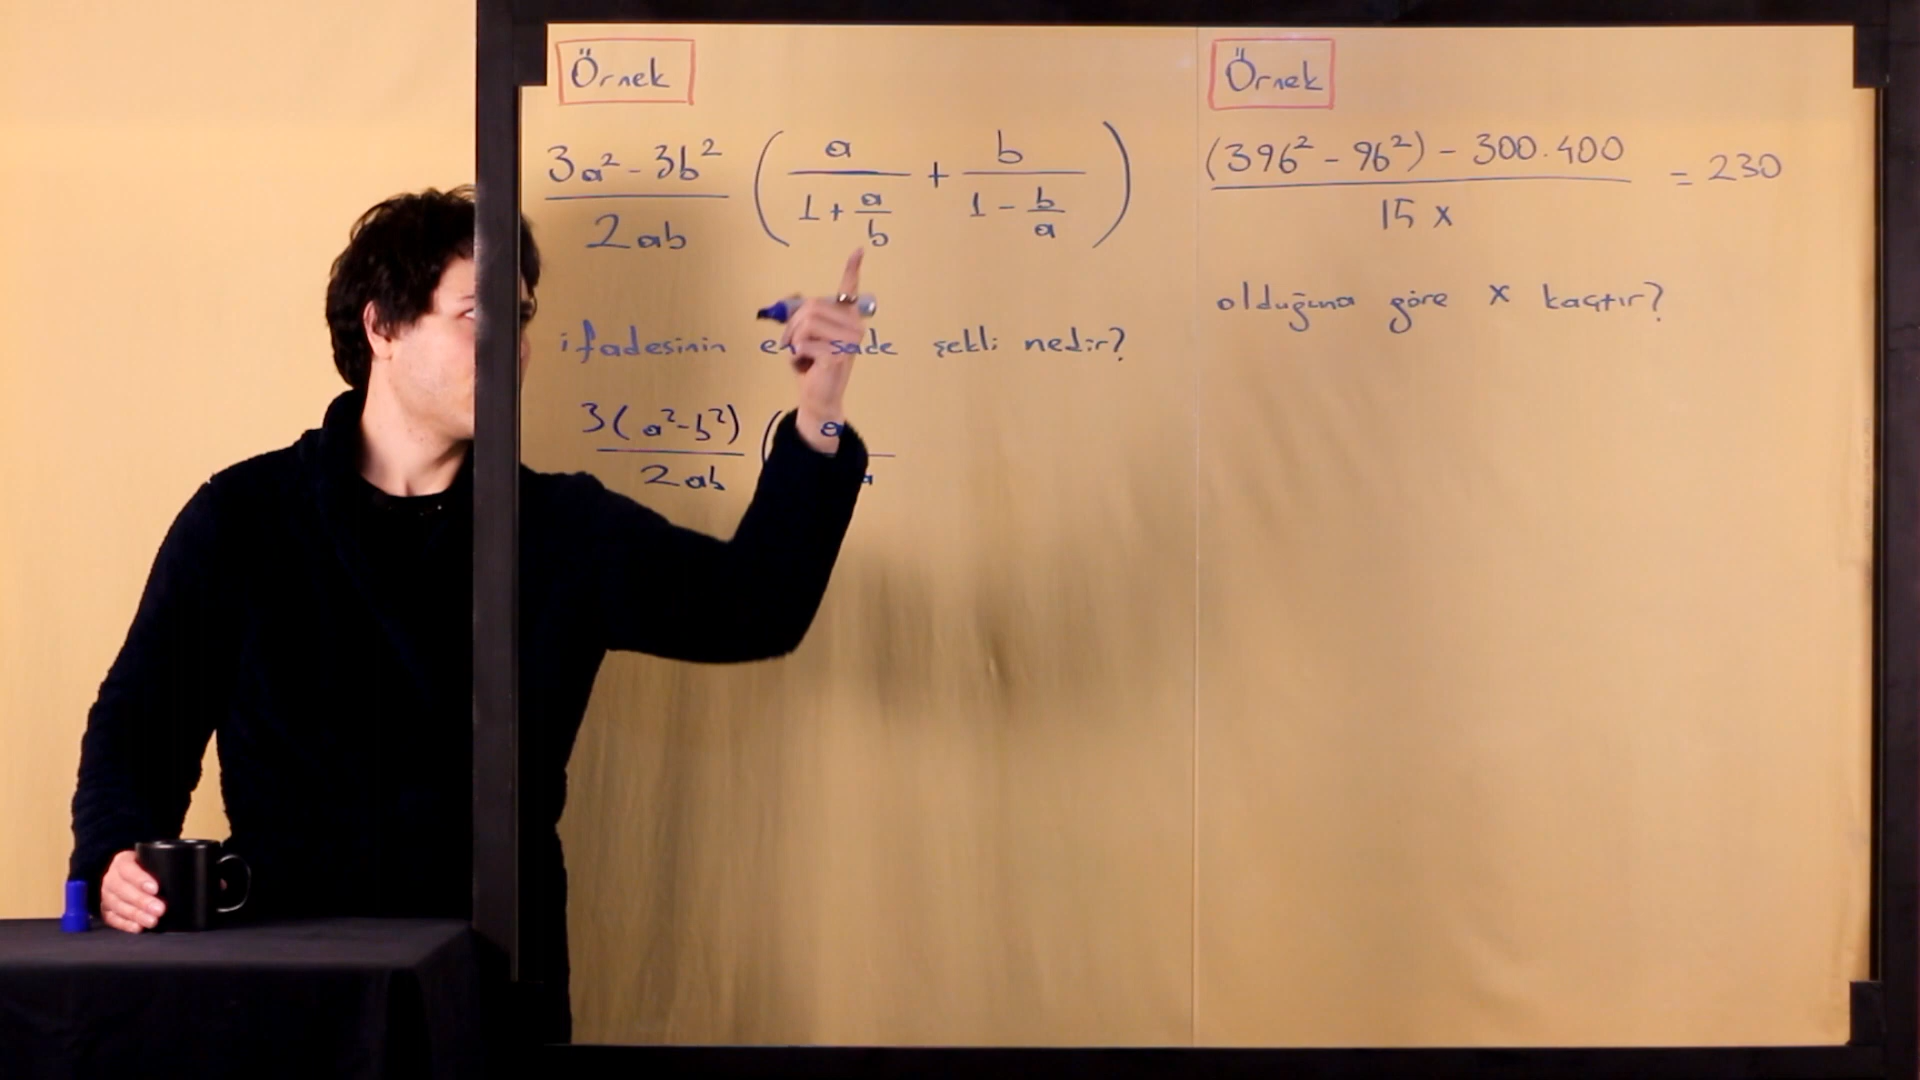 Örnek
3a² - 3b² / 2ab ( a / 1 + a/b + b / 1 - b/a )
ifadesinin en sade şekli nedir?
3(a² - b²) / 2ab ( a
Örnek
(396² - 96²) - 300.400 / 15x = 230
olduğuna göre x kaçtır?